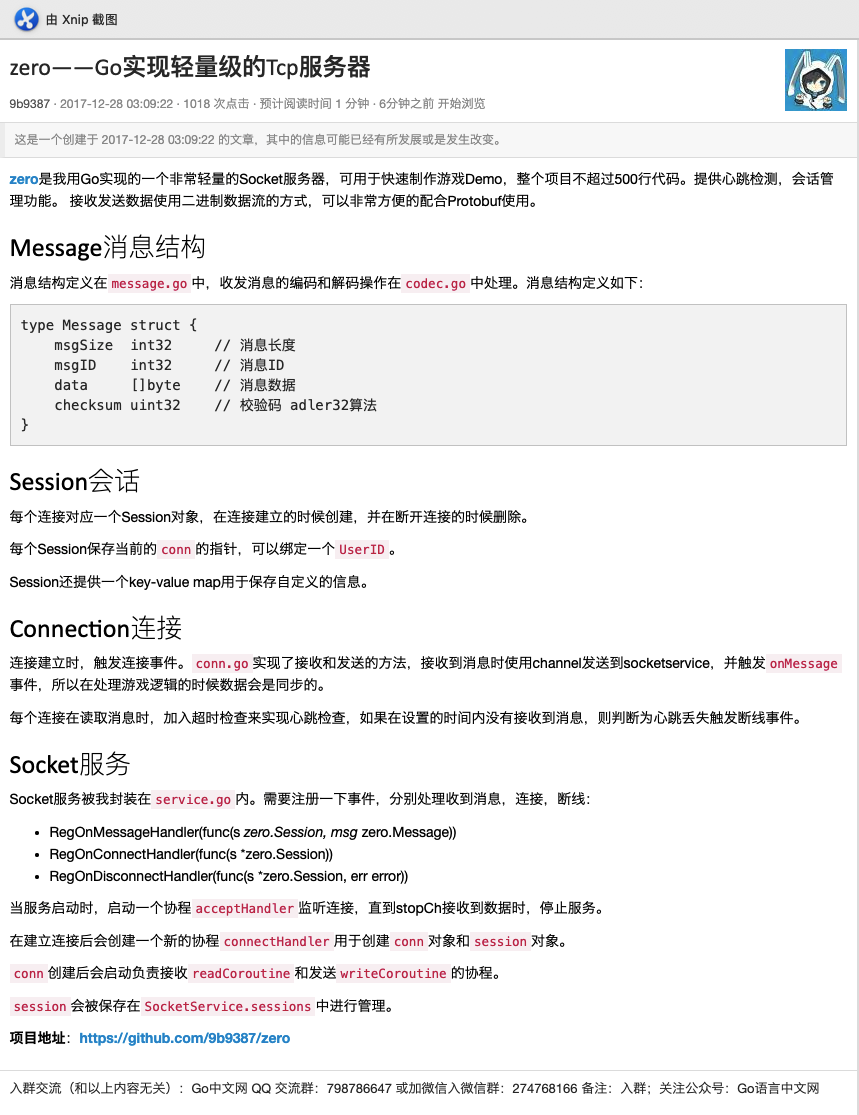 由 Xnip 截图
zero——Go实现轻量级的Tcp服务器
9b9387 · 2017-12-28 03:09:22 · 1018 次点击 · 预计阅读时间 1 分钟 · 6分钟之前 开始浏览
这是一个创建于 2017-12-28 03:09:22 的文章，其中的信息可能已经有所发展或是发生改变。
zero是我用Go实现的一个非常轻量的Socket服务器，可用于快速制作游戏Demo，整个项目不超过500行代码。提供心跳检测，会话管
理功能。 接收发送数据使用二进制数据流的方式，可以非常方便的配合Protobuf使用。
Message消息结构
消息结构定义在 message.go 中，收发消息的编码和解码操作在 codec.go 中处理。消息结构定义如下：
type Message struct {
    msgSize  int32     // 消息长度
    msgID    int32     // 消息ID
    data     []byte    // 消息数据
    checksum uint32    // 校验码 adler32算法
}
Session会话
每个连接对应一个Session对象，在连接建立的时候创建，并在断开连接的时候删除。
每个Session保存当前的 conn 的指针，可以绑定一个 UserID 。
Session还提供一个key-value map用于保存自定义的信息。
Connection连接
连接建立时，触发连接事件。 conn.go 实现了接收和发送的方法，接收到消息时使用channel发送到socketservice，并触发 onMessage
事件，所以在处理游戏逻辑的时候数据会是同步的。
每个连接在读取消息时，加入超时检查来实现心跳检查，如果在设置的时间内没有接收到消息，则判断为心跳丢失触发断线事件。
Socket服务
Socket服务被我封装在 service.go 内。需要注册一下事件，分别处理收到消息，连接，断线：
• RegOnMessageHandler(func(s zero.Session, msg zero.Message))
• RegOnConnectHandler(func(s *zero.Session))
• RegOnDisconnectHandler(func(s *zero.Session, err error))
当服务启动时，启动一个协程 acceptHandler 监听连接，直到stopCh接收到数据时，停止服务。
在建立连接后会创建一个新的协程 connectHandler 用于创建 conn 对象和 session 对象。
conn 创建后会启动负责接收 readCoroutine 和发送 writeCoroutine 的协程。
session 会被保存在 SocketService.sessions 中进行管理。
项目地址：https://github.com/9b9387/zero
入群交流（和以上内容无关）：Go中文网 QQ 交流群：798786647 或加微信入微信群：274768166 备注：入群；关注公众号：Go语言中文网